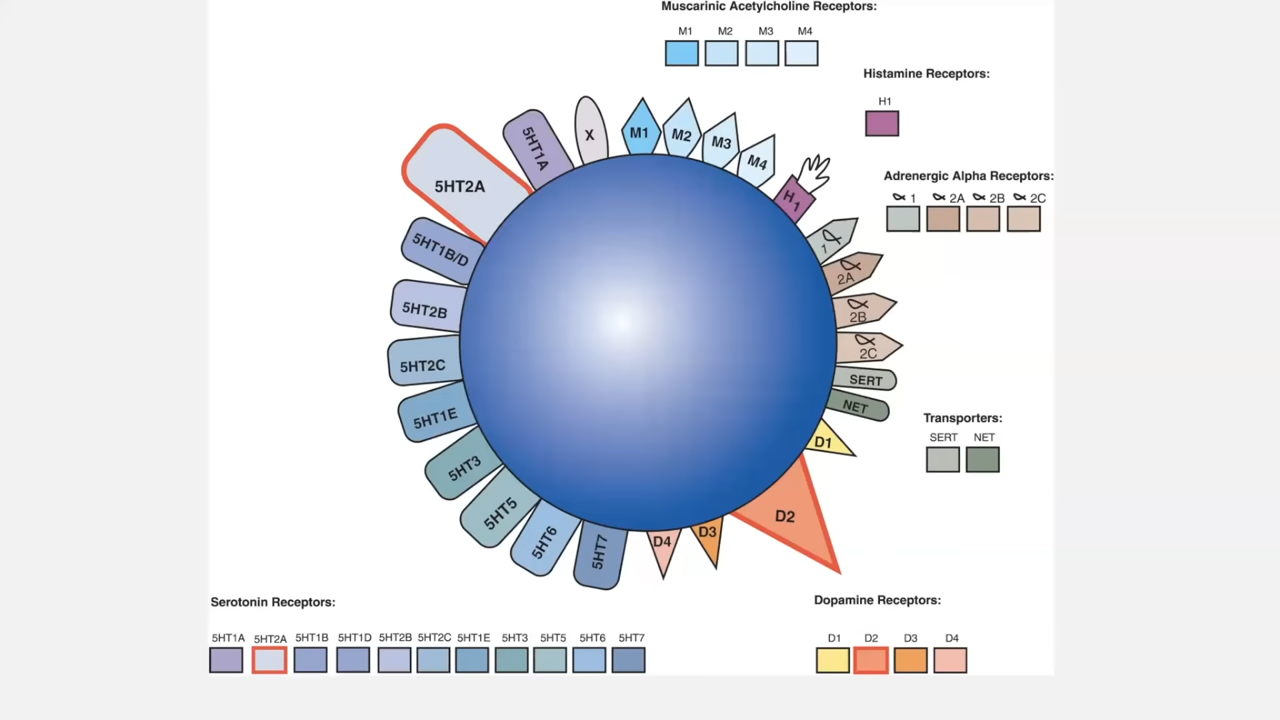 Muscarinic Acetylcholine Receptors:
M1 M2 M3 M4
Histamine Receptors:
H1
Adrenergic Alpha Receptors:
α 1 α 2A α 2B α 2C
5HT1A
X
M1
M2
M3
M4
H1
5HT2A
5HT1B/D
5HT2B
5HT2C
5HT1E
5HT3
5HT5
5HT6
5HT7
α 1
α 2A
α 2B
α 2C
SERT
NET
D1
D2
D3
D4
Transporters:
SERT NET
Serotonin Receptors:
5HT1A 5HT2A 5HT1B 5HT1D 5HT2B 5HT2C 5HT1E 5HT3 5HT5 5HT6 5HT7
Dopamine Receptors:
D1 D2 D3 D4